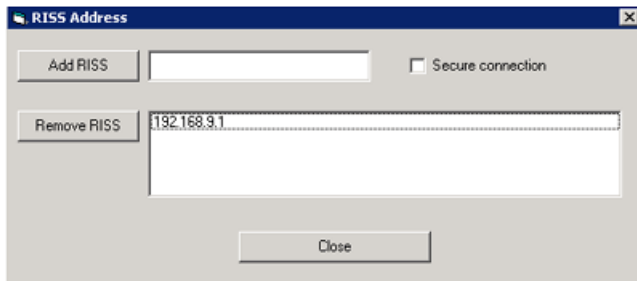 RISS Address
Add RISS
Secure connection
Remove RISS
192.168.9.1
Close